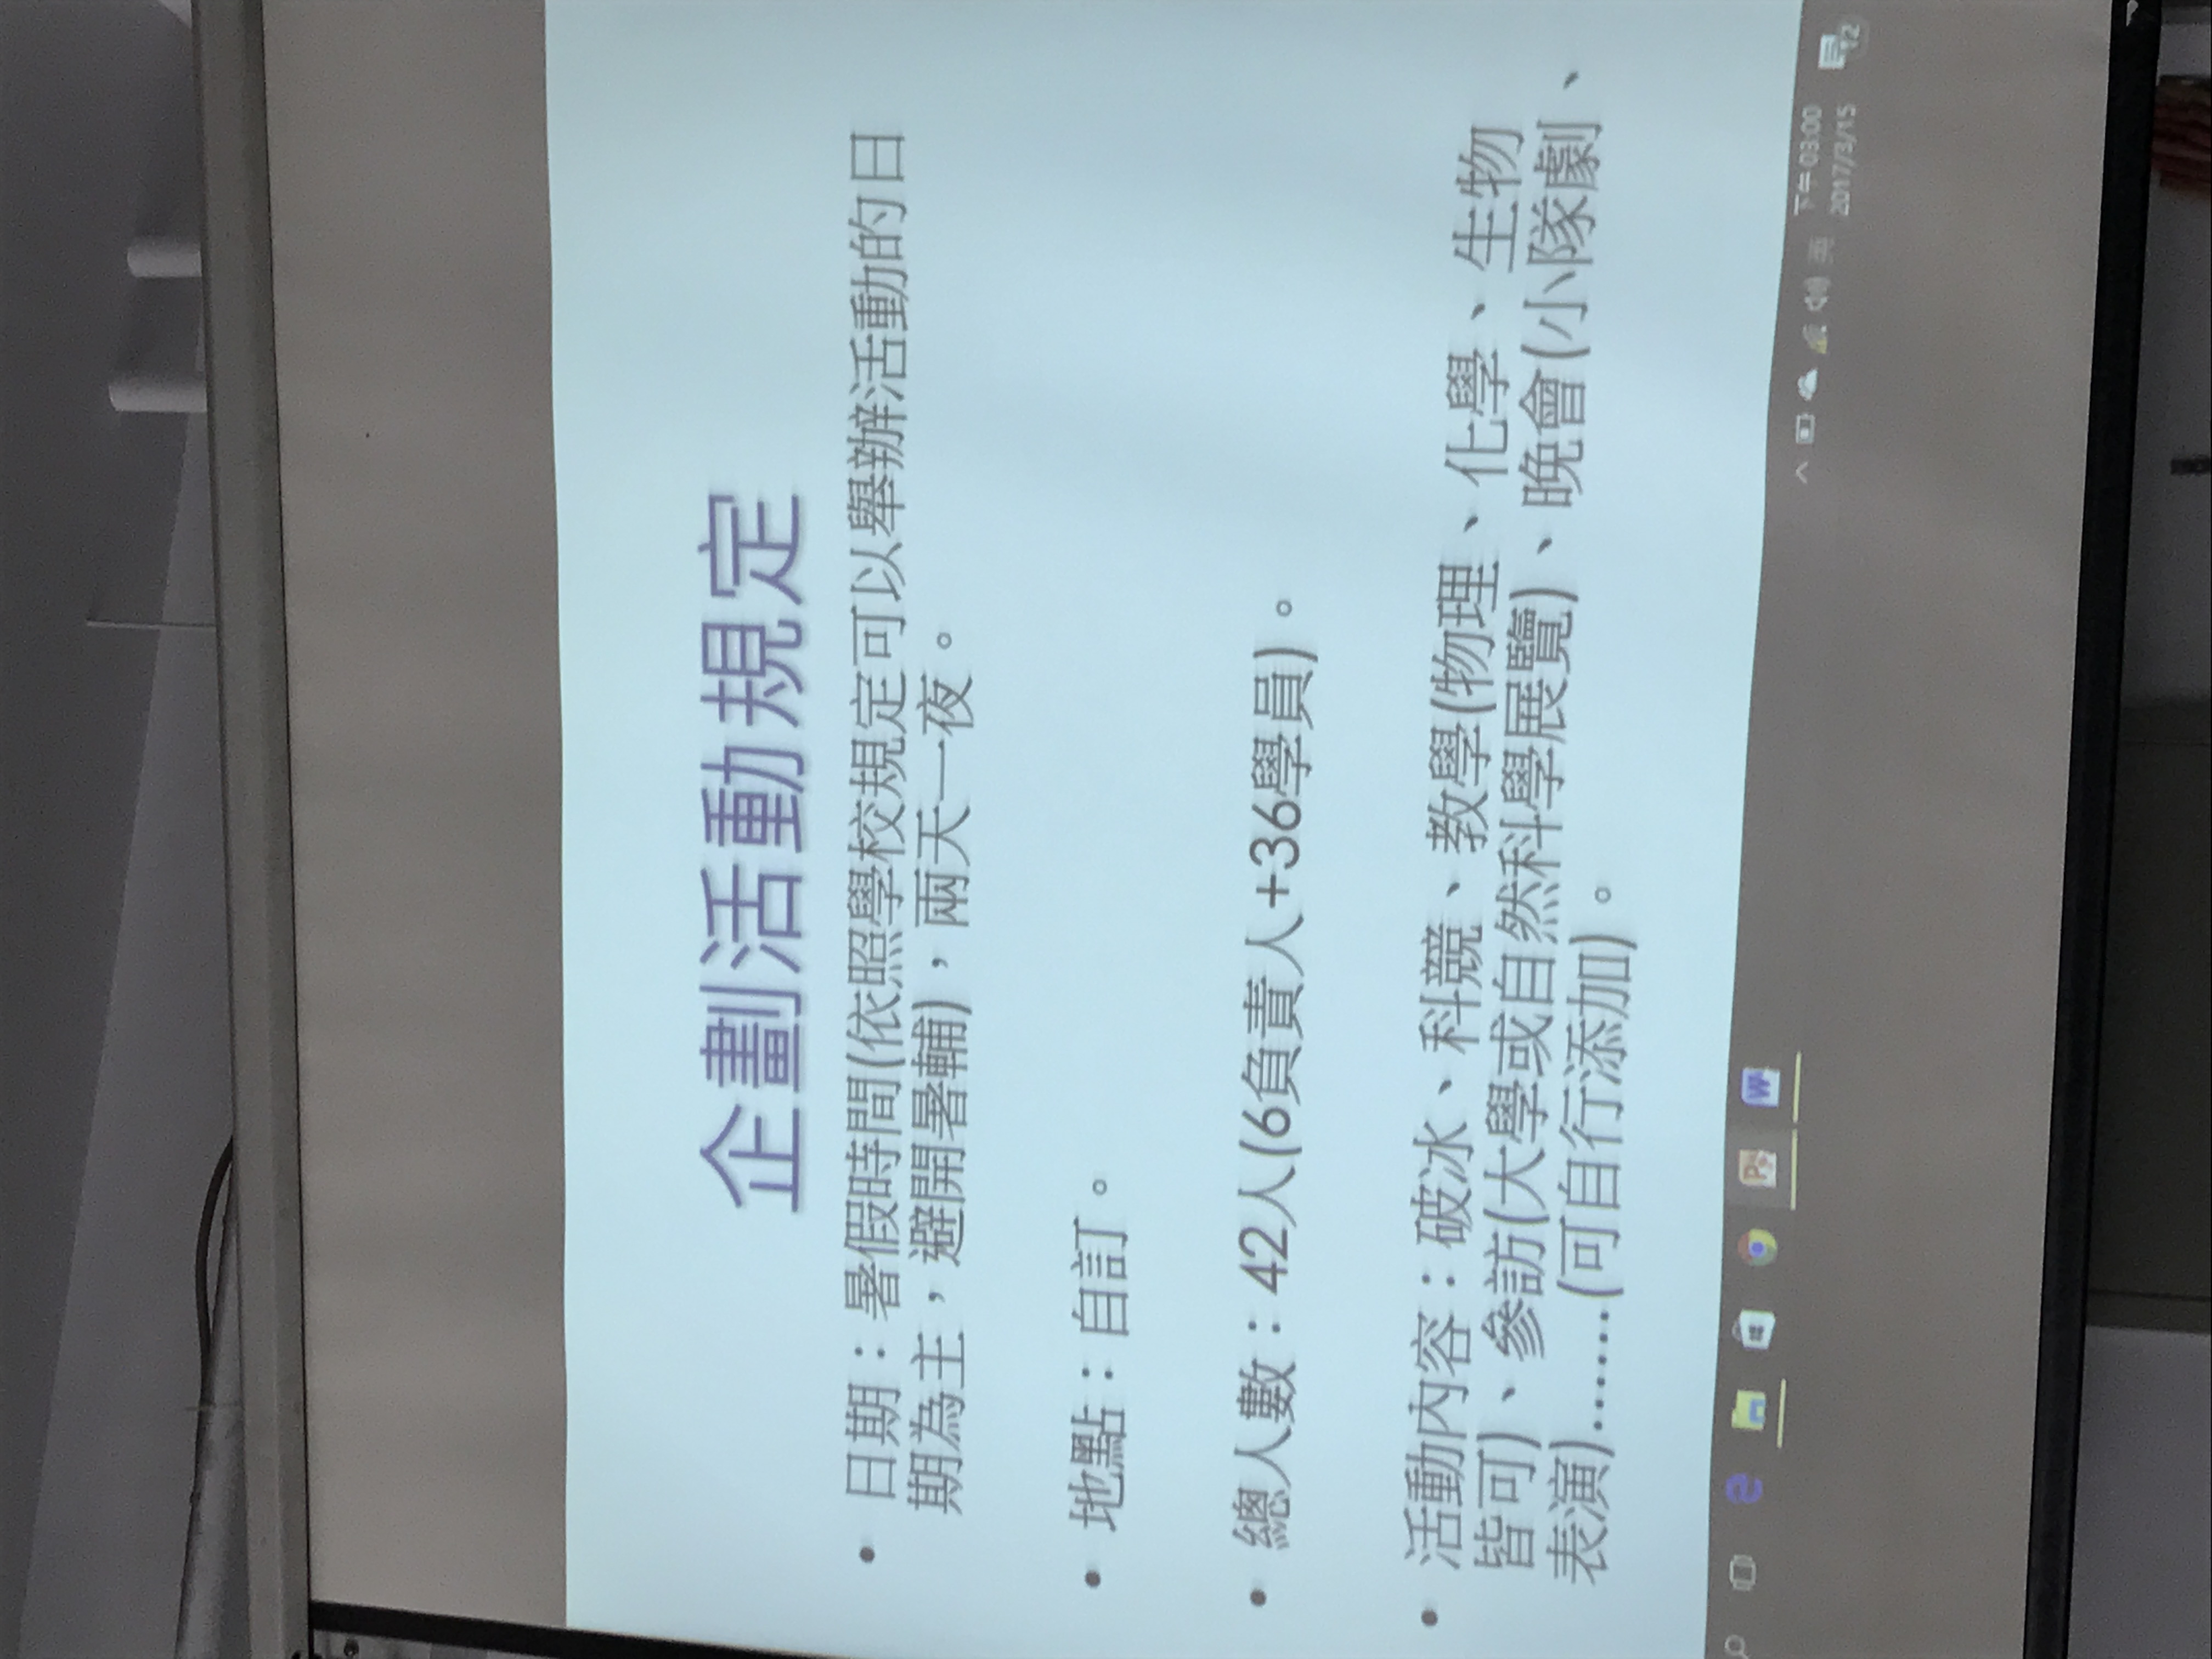 企劃活動規定
• 日期：暑假時間(依照學校規定可以舉辦活動的日
期為主，避開暑輔)，兩天一夜。
• 地點：自訂。
• 總人數：42人(6負責人+36學員)。
• 活動內容：破冰、科競、教學(物理、化學、生物
皆可)、參訪(大學或自然科學展覽)、晚會(小隊劇、
表演)……(可自行添加)。
英
下午 03:00
2017/3/15
12